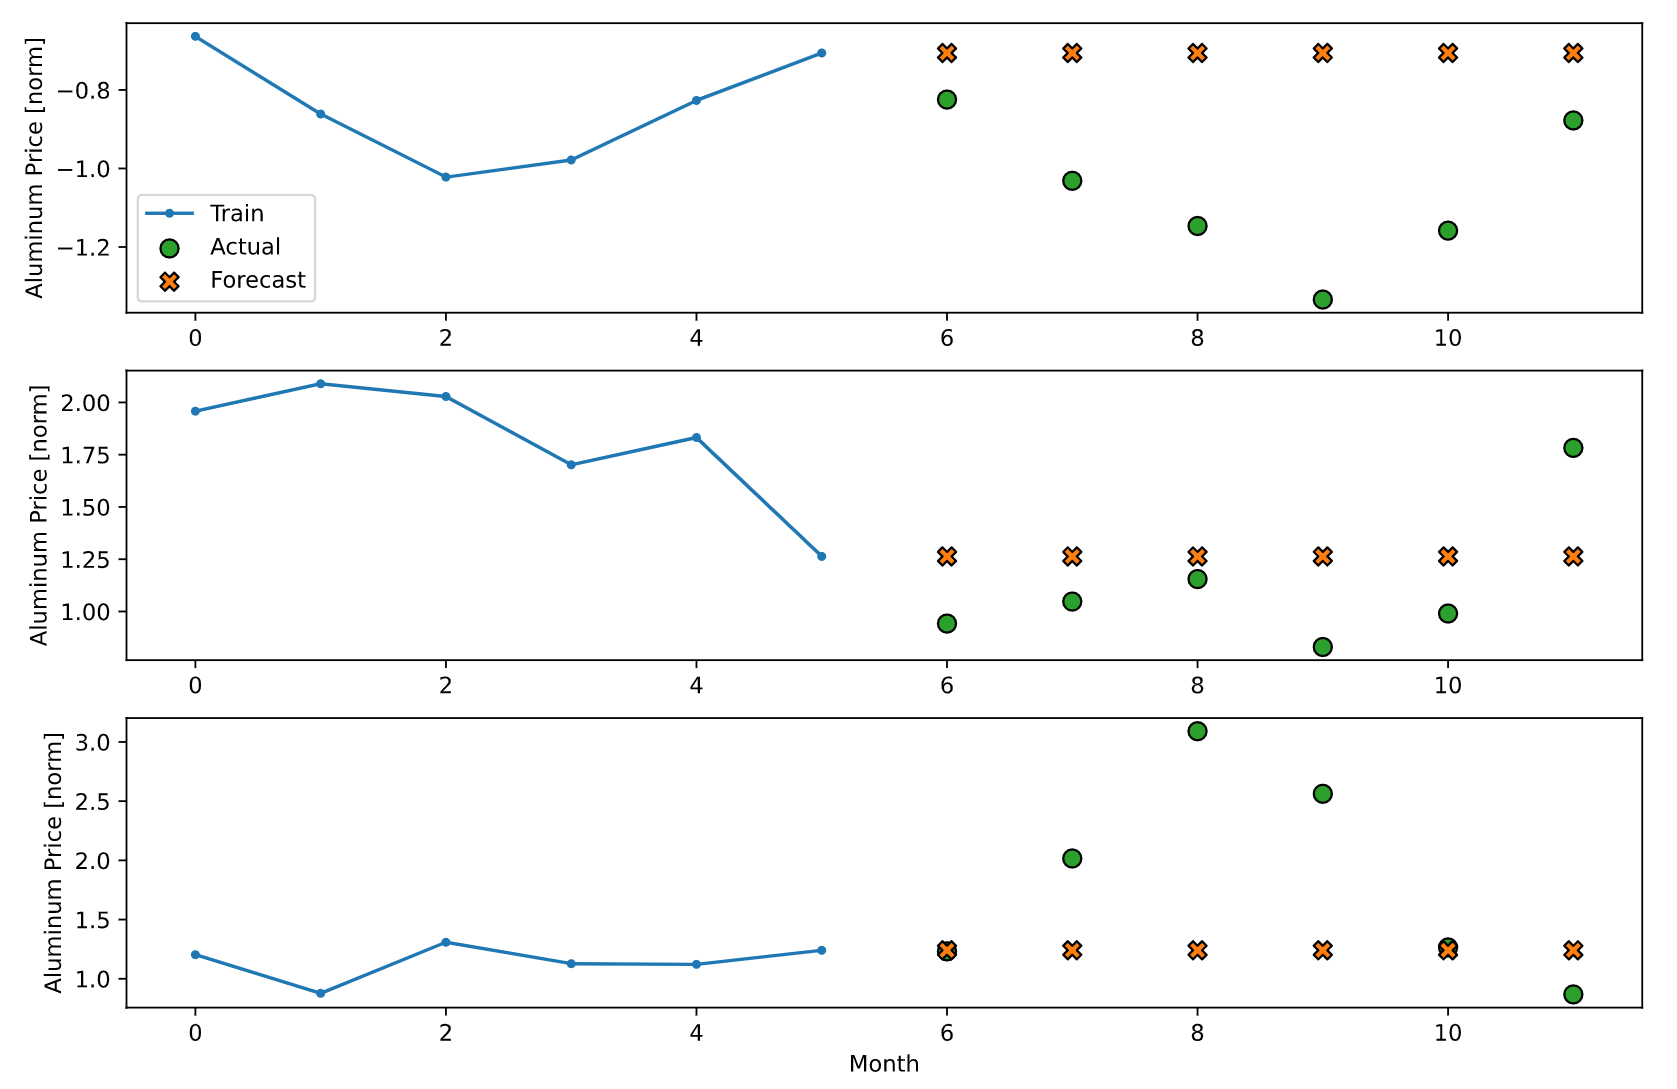 Aluminum Price [norm]
−0.8
−1.0
−1.2
Train
Actual
Forecast
0 2 4 6 8 10
Aluminum Price [norm]
2.00
1.75
1.50
1.25
1.00
0 2 4 6 8 10
Aluminum Price [norm]
3.0
2.5
2.0
1.5
1.0
0 2 4 6 8 10
Month